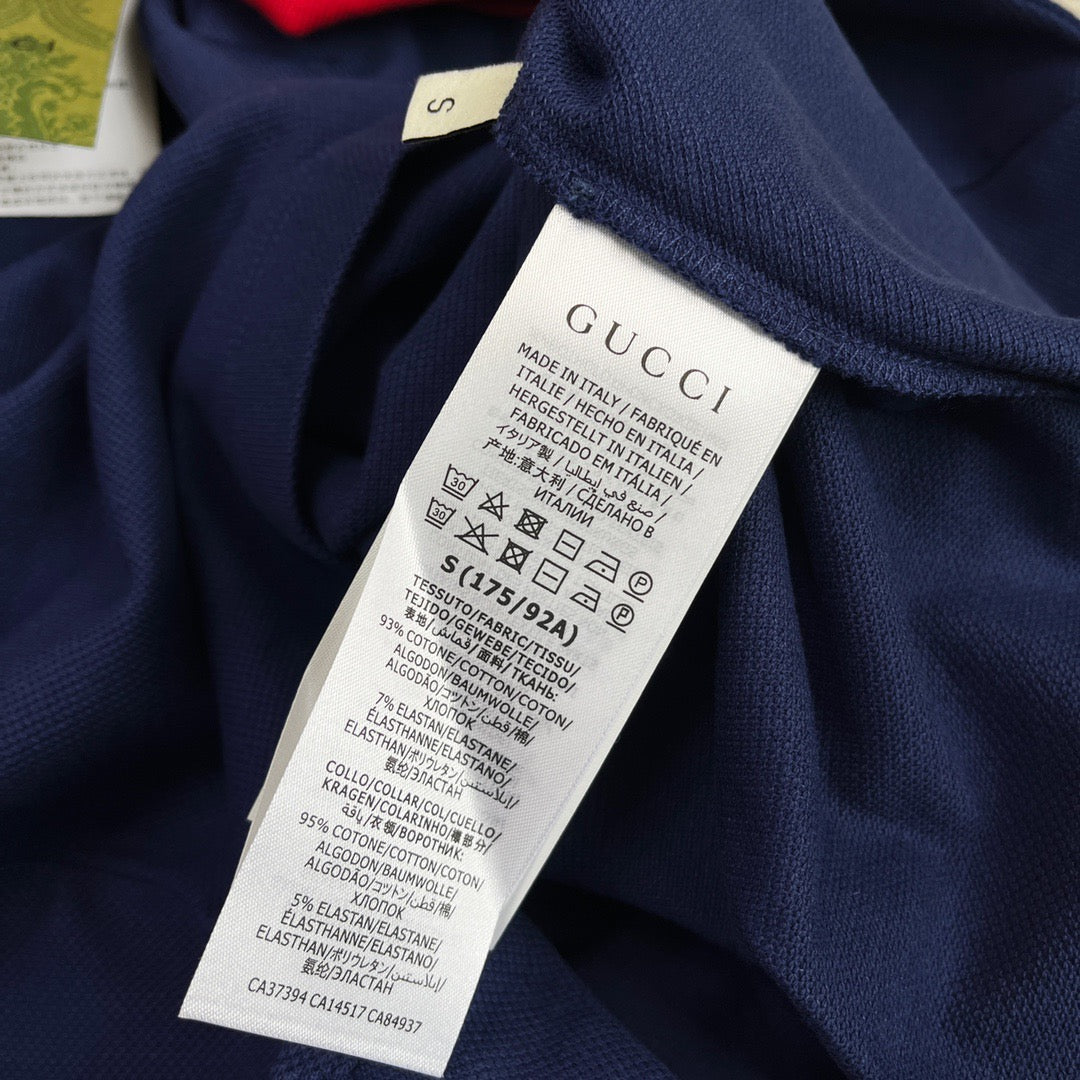 S
GUCCI
MADE IN ITALY / FABRIQUÉ EN
ITALIE / HECHO EN ITALIA /
HERGESTELLT IN ITALIEN /
FABRICADO EM ITÁLIA /
イタリア製 / صنع في إيطاليا /
产地:意大利 / СДЕЛАНО В
ИТАЛИИ
30
30
S (175/92A)
TESSUTO/FABRIC/TISSU/
TEJIDO/GEWEBE/TECIDO/
表地/قماش/面料/ТКАНЬ:
93% COTONE/COTTON/COTON/
ALGODON/BAUMWOLLE/
ALGODÃO/コットン/قطن/棉/
ХЛОПОК
7% ELASTAN/ELASTANE/
ÉLASTHANNE/ELASTANO/
ELASTHAN/ポリウレタン/إيلاستين/
氨纶/ЭЛАСТАН
COLLO/COLLAR/COL/CUELLO/
KRAGEN/COLARINHO/襟部分/
ياقة/衣领/ВОРОТНИК:
95% COTONE/COTTON/COTON/
ALGODON/BAUMWOLLE/
ALGODÃO/コットン/قطن/棉/
ХЛОПОК
5% ELASTAN/ELASTANE/
ÉLASTHANNE/ELASTANO/
ELASTHAN/ポリウレタン/إيلاستين/
氨纶/ЭЛАСТАН
CA37394 CA14517 CA84937